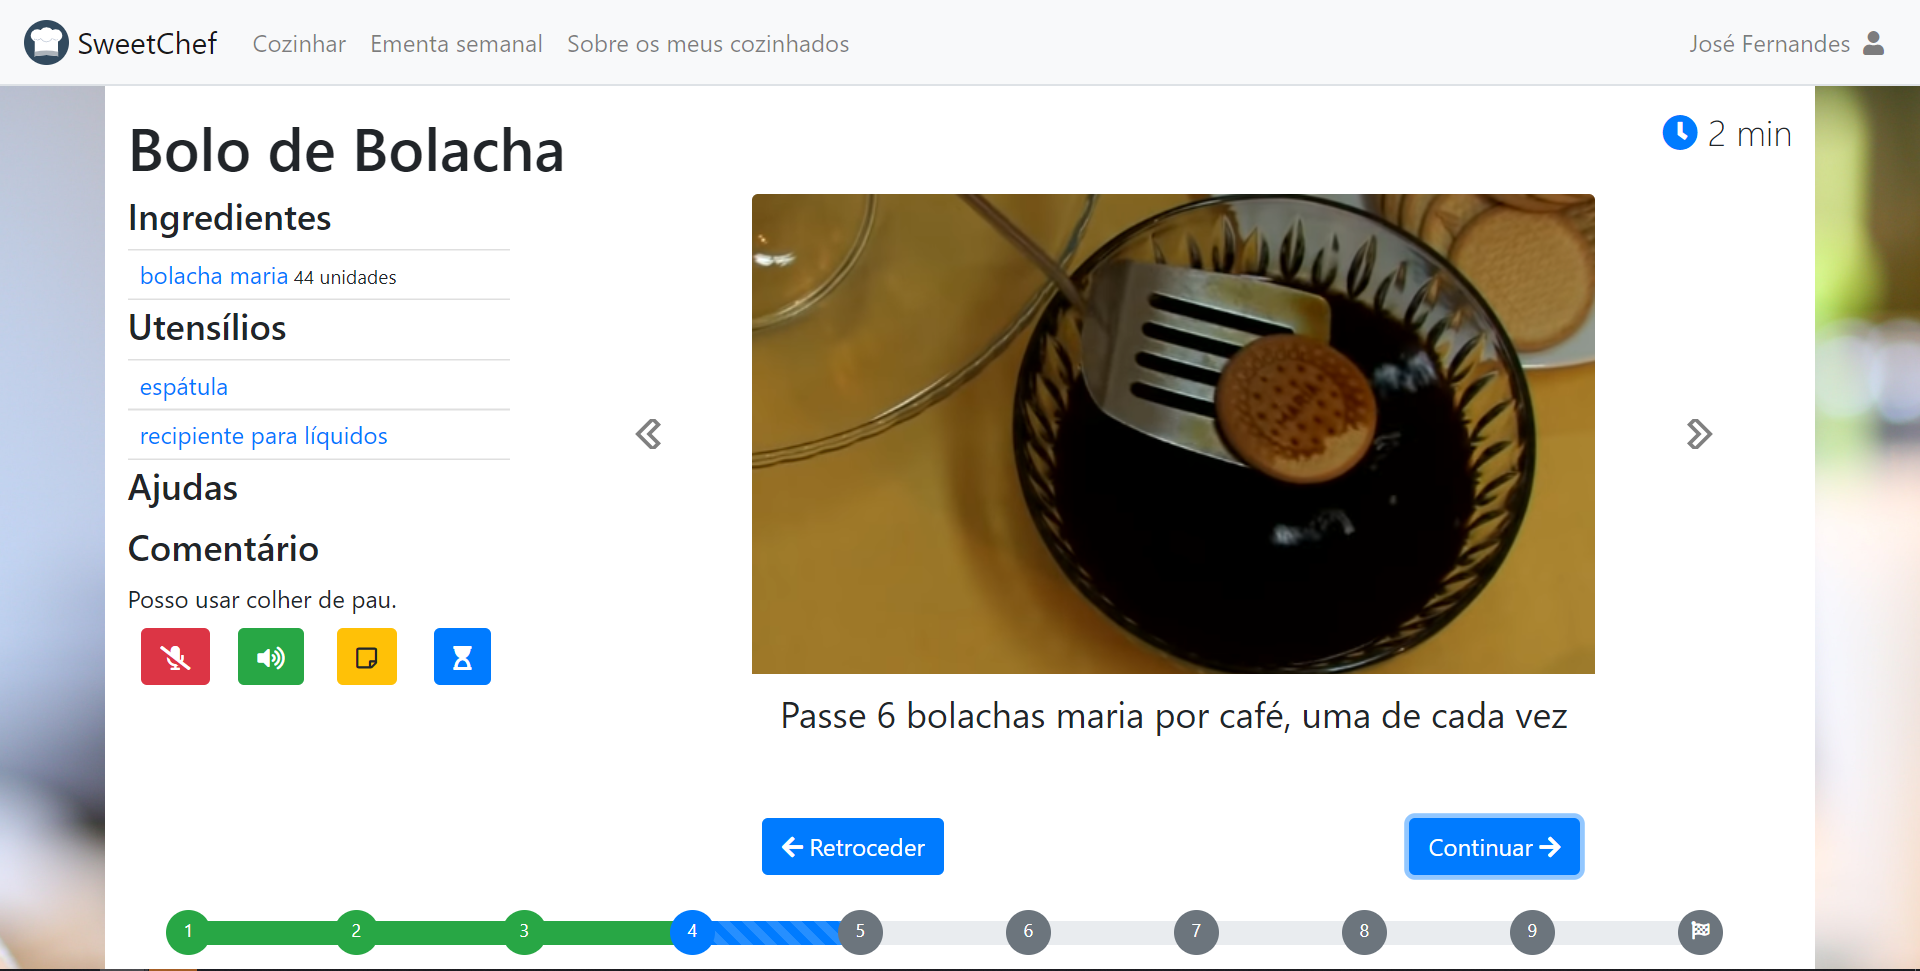 SweetChef Cozinhar Ementa semanal Sobre os meus cozinhados José Fernandes
Bolo de Bolacha
2 min
Ingredientes
bolacha maria 44 unidades
Utensílios
espátula
recipiente para líquidos
Ajudas
Comentário
Posso usar colher de pau.
MARIA
Passe 6 bolachas maria por café, uma de cada vez
Retroceder
Continuar
1 2 3 4 5 6 7 8 9